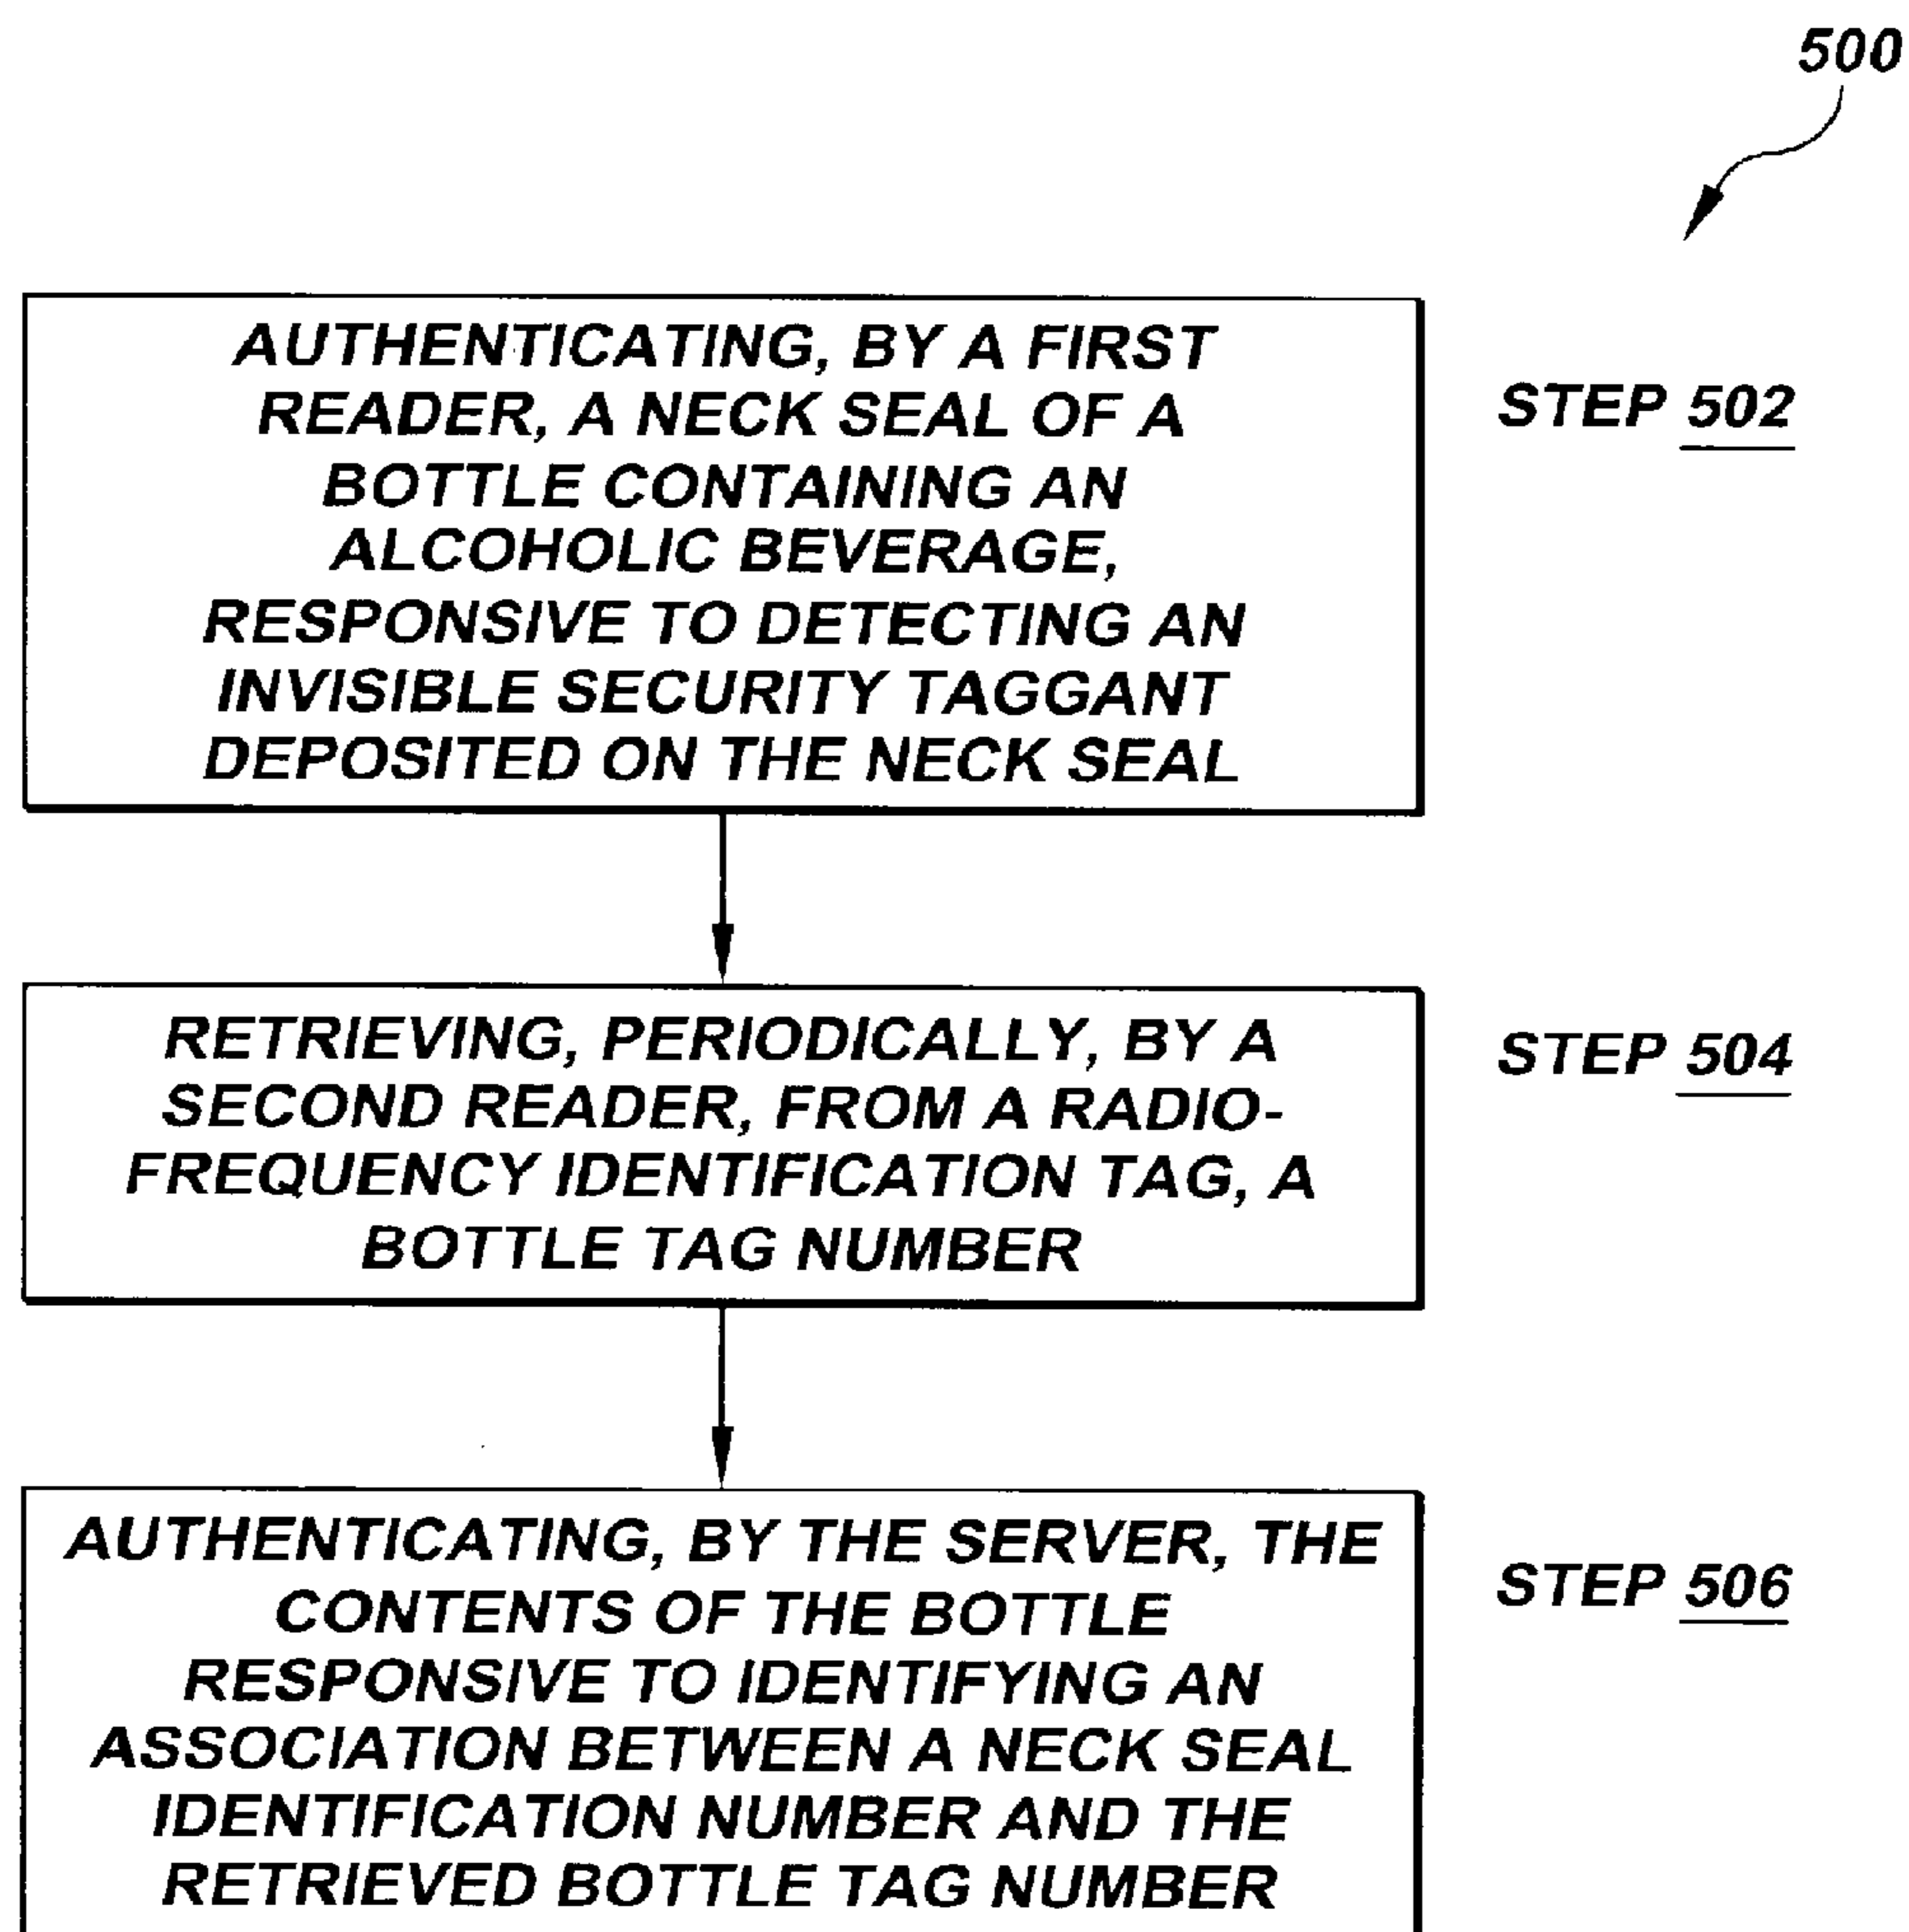 500
AUTHENTICATING, BY A FIRST
READER, A NECK SEAL OF A
BOTTLE CONTAINING AN
ALCOHOLIC BEVERAGE,
RESPONSIVE TO DETECTING AN
INVISIBLE SECURITY TAGGANT
DEPOSITED ON THE NECK SEAL
STEP 502
RETRIEVING, PERIODICALLY, BY A
SECOND READER, FROM A RADIO-
FREQUENCY IDENTIFICATION TAG, A
BOTTLE TAG NUMBER
STEP 504
AUTHENTICATING, BY THE SERVER, THE
CONTENTS OF THE BOTTLE
RESPONSIVE TO IDENTIFYING AN
ASSOCIATION BETWEEN A NECK SEAL
IDENTIFICATION NUMBER AND THE
RETRIEVED BOTTLE TAG NUMBER
STEP 506